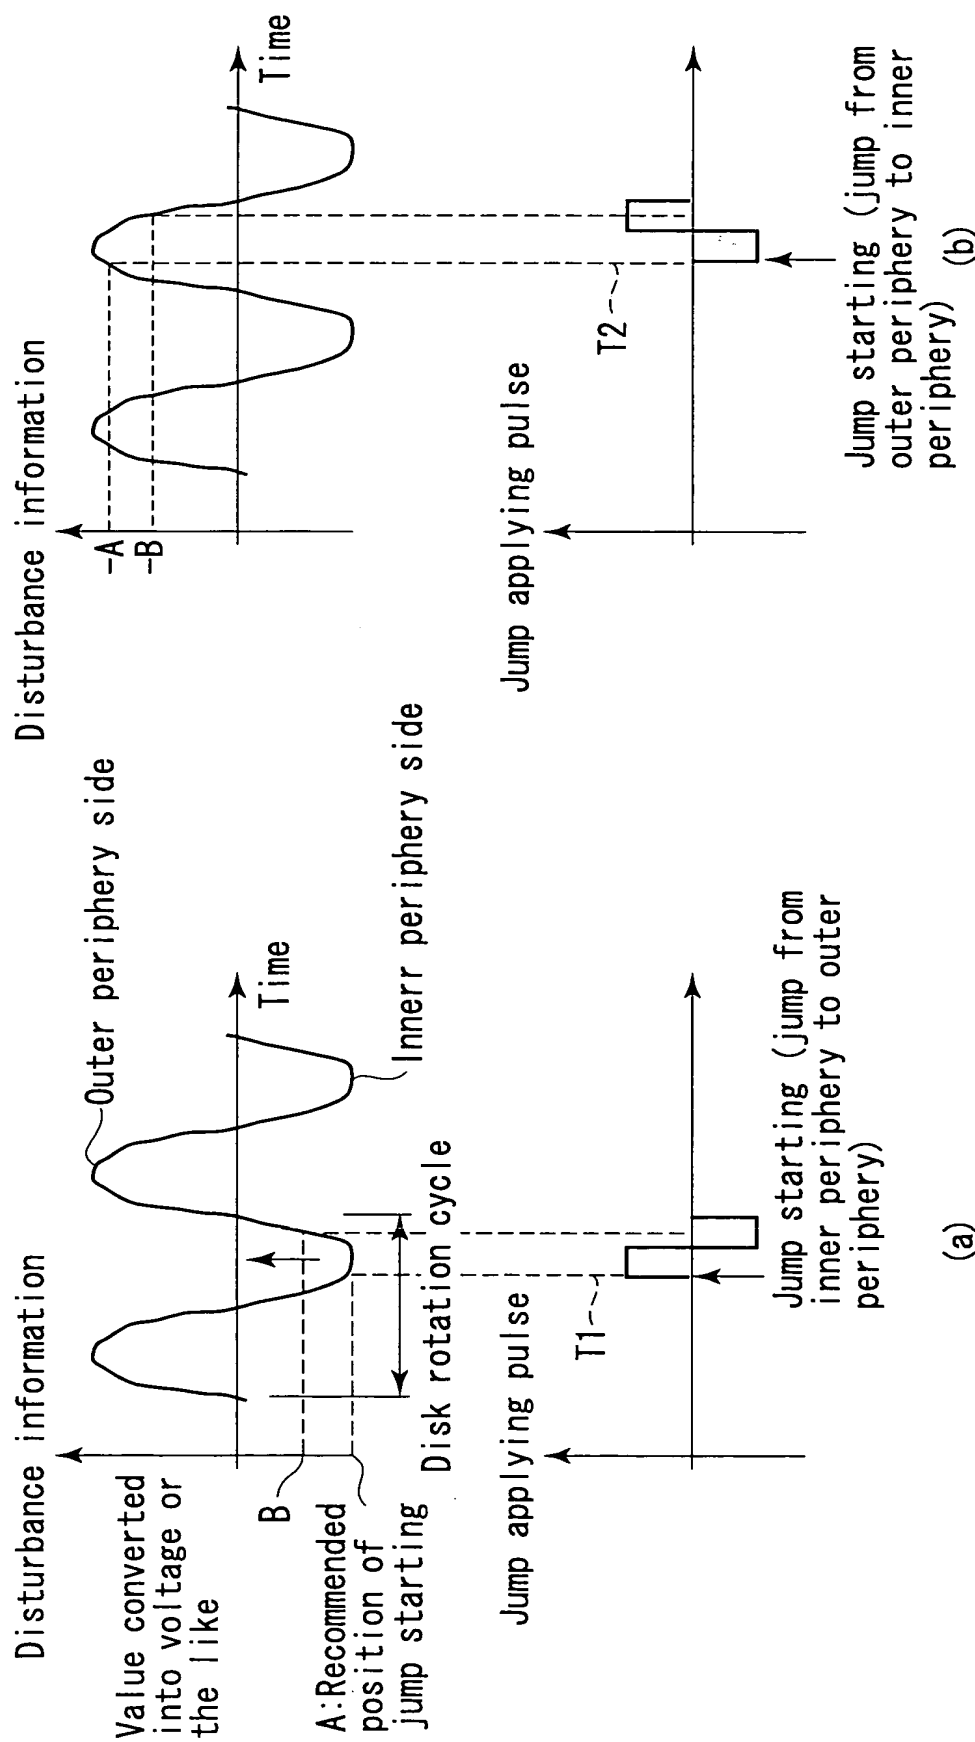 Disturbance information
Value converted
into voltage or
the like
Outer periphery side
Time
B
A:Recommended
position of
jump starting
Disk rotation cycle
Innerr periphery side
Jump applying pulse
T1
Jump starting (jump from
inner periphery to outer
periphery)
(a)
Disturbance information
-A
-B
Time
Jump applying pulse
T2
Jump starting (jump from
outer periphery to inner
periphery)
(b)